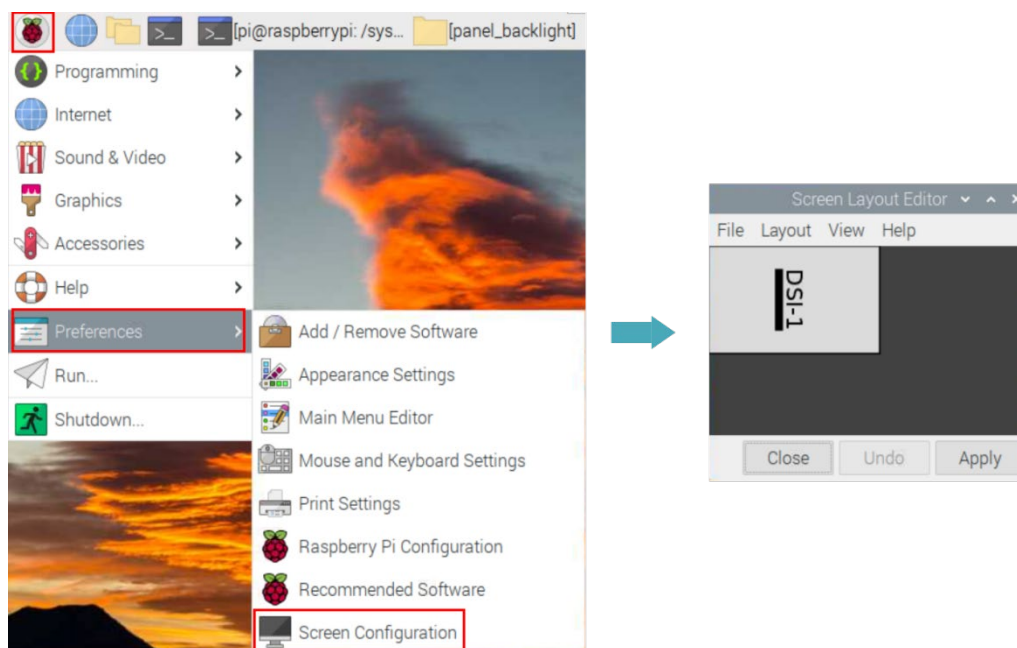 [pi@raspberrypi: /sys... [panel_backlight]
Programming
Internet
Sound & Video
Graphics
Accessories
Help
Preferences
Run...
Shutdown...
Add / Remove Software
Appearance Settings
Main Menu Editor
Mouse and Keyboard Settings
Print Settings
Raspberry Pi Configuration
Recommended Software
Screen Configuration
Screen Layout Editor
File Layout View Help
DSI-1
Close Undo Apply